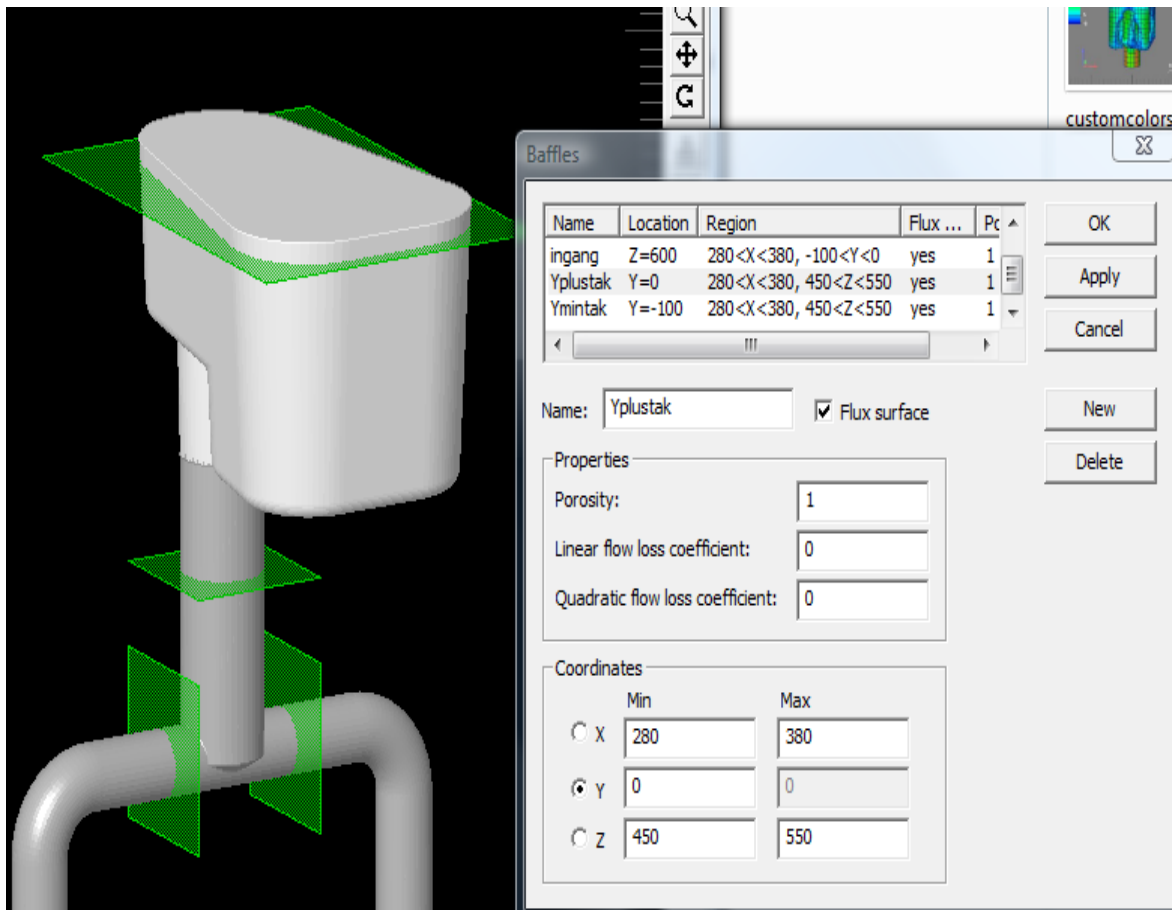 customcolors
Baffles
Name Location Region Flux ...
ingang Z=600 280<X<380, -100<Y<0 yes 1
Yplustak Y=0 280<X<380, 450<Z<550 yes 1
Ymintak Y=-100 280<X<380, 450<Z<550 yes 1
OK
Apply
Cancel
Name: Yplustak Flux surface New
Delete
Properties
Porosity: 1
Linear flow loss coefficient: 0
Quadratic flow loss coefficient: 0
Coordinates
Min Max
X 280 380
Y 0 0
Z 450 550